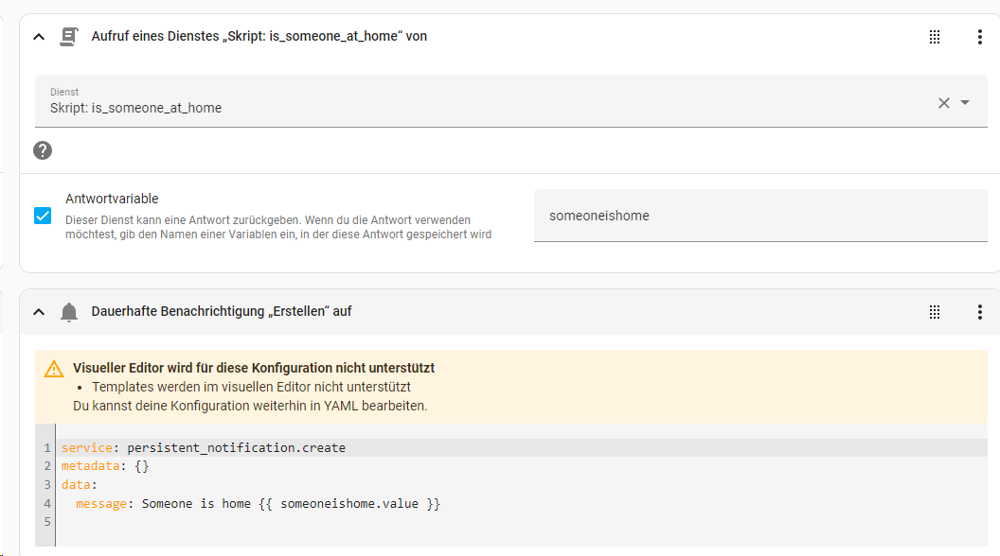 Aufruf eines Dienstes „Skript: is_someone_at_home“ von
Dienst
Skript: is_someone_at_home
Antwortvariable
Dieser Dienst kann eine Antwort zurückgeben. Wenn du die Antwort verwenden
möchtest, gib den Namen einer Variablen ein, in der diese Antwort gespeichert wird
someoneishome
Dauerhafte Benachrichtigung „Erstellen“ auf
Visueller Editor wird für diese Konfiguration nicht unterstützt
• Templates werden im visuellen Editor nicht unterstützt
Du kannst deine Konfiguration weiterhin in YAML bearbeiten.
1 service: persistent_notification.create
2 metadata: {}
3 data:
4   message: Someone is home {{ someoneishome.value }}
5